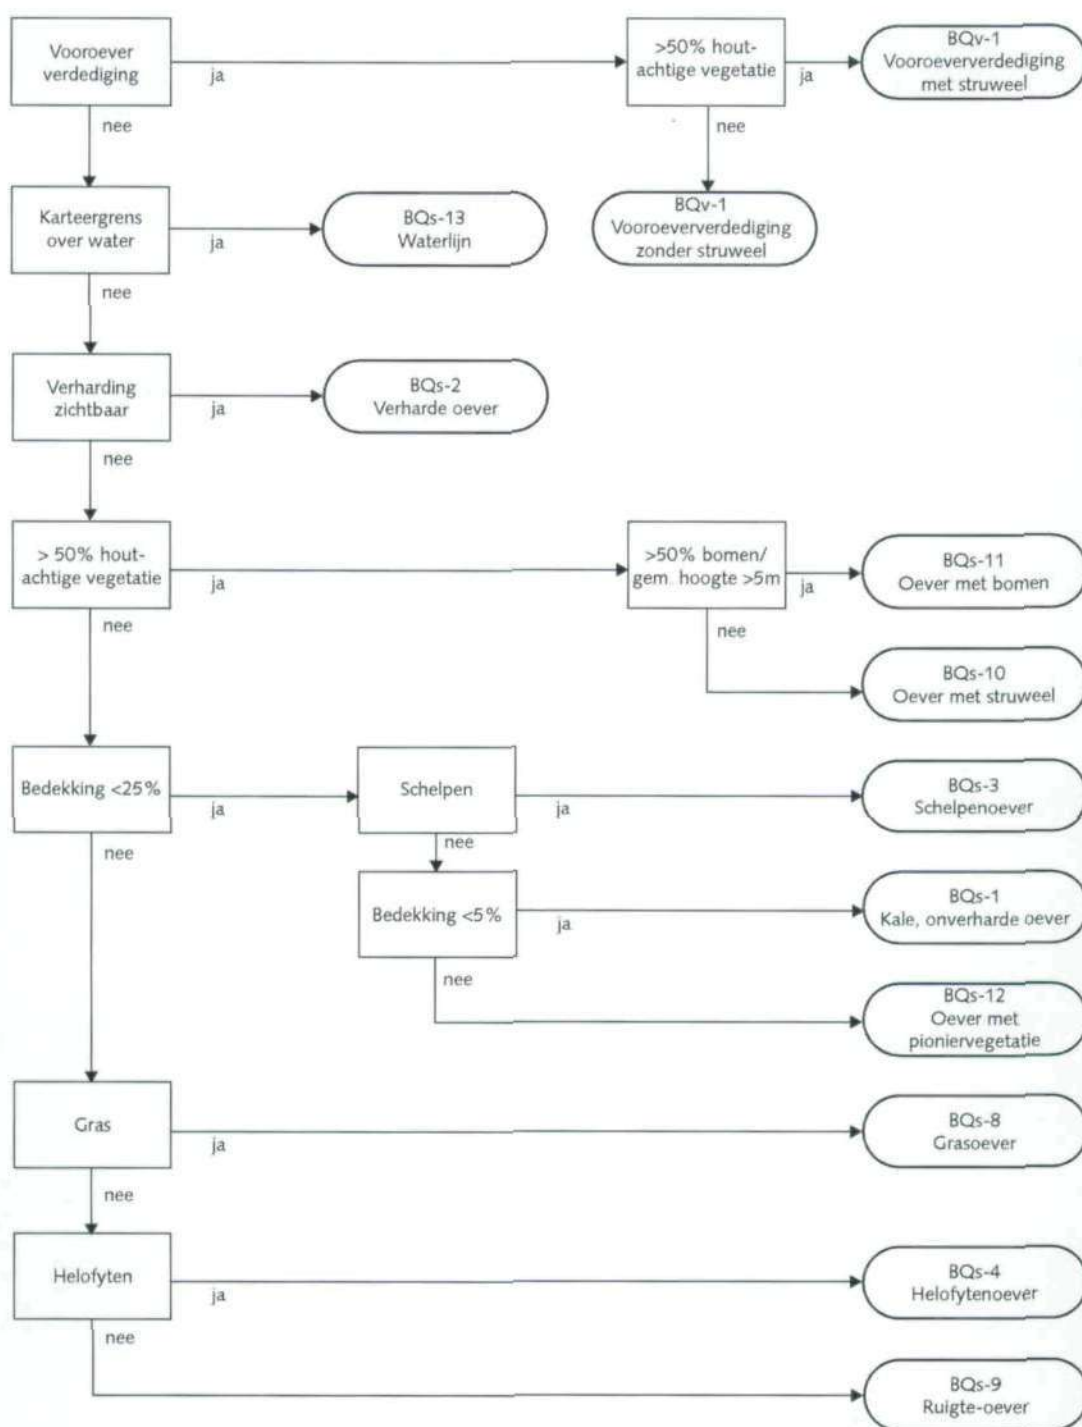 Vooroever
verdediging
ja
>50% hout-
achtige vegetatie
ja
BQv-1
Vooroeververdediging
met struweel
nee
nee
Karteergrens
over water
ja
BQs-13
Waterlijn
BQv-1
Vooroeververdediging
zonder struweel
nee
Verharding
zichtbaar
ja
BQs-2
Verharde oever
nee
> 50% hout-
achtige vegetatie
ja
>50% bomen/
gem. hoogte >5m
ja
BQs-11
Oever met bomen
nee
nee
BQs-10
Oever met struweel
Bedekking <25%
ja
Schelpen
ja
BQs-3
Schelpenoever
nee
nee
Bedekking <5%
ja
BQs-1
Kale, onverharde oever
nee
BQs-12
Oever met
pioniervegetatie
Gras
ja
BQs-8
Grasoever
nee
Helofyten
ja
BQs-4
Helofytenoever
nee
BQs-9
Ruigte-oever